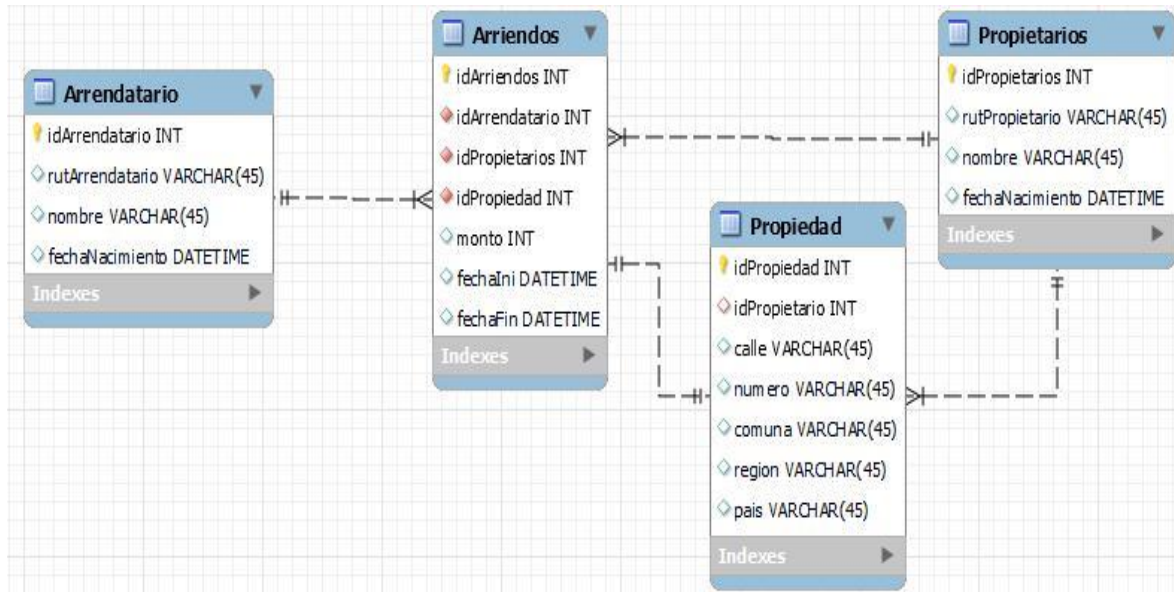 Arrendatario
idArrendatario INT
rutArrendatario VARCHAR(45)
nombre VARCHAR(45)
fechaNacimiento DATETIME
Indexes
Arriendos
idArriendos INT
idArrendatario INT
idPropietarios INT
idPropiedad INT
monto INT
fechaIni DATETIME
fechaFin DATETIME
Indexes
Propiedad
idPropiedad INT
idPropietario INT
calle VARCHAR(45)
numero VARCHAR(45)
comuna VARCHAR(45)
region VARCHAR(45)
pais VARCHAR(45)
Indexes
Propietarios
idPropietarios INT
rutPropietario VARCHAR(45)
nombre VARCHAR(45)
fechaNacimiento DATETIME
Indexes